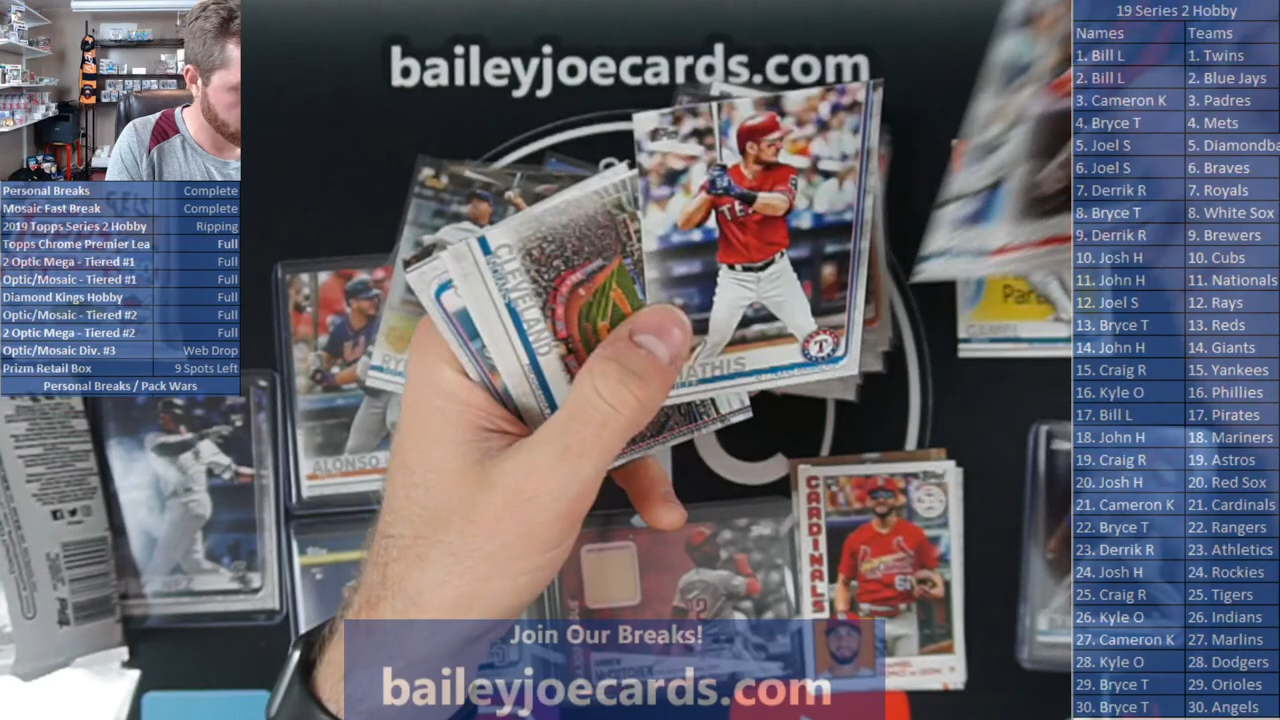 baileyjoecards.com
Personal Breaks Complete
Mosaic Fast Break Complete
2019 Topps Series 2 Hobby Ripping
Topps Chrome Premier Lea Full
2 Optic Mega - Tiered #1 Full
Optic/Mosaic - Tiered #1 Full
Diamond Kings Hobby Full
Optic/Mosaic - Tiered #2 Full
2 Optic Mega - Tiered #2 Full
Optic/Mosaic Div. #3 Web Drop
Prizm Retail Box 9 Spots Left
Personal Breaks / Pack Wars
CLEVELAND
MATHIS
ALONSO
CARDINALS
Join Our Breaks!
baileyjoecards.com
19 Series 2 Hobby
Names Teams
1. Bill L 1. Twins
2. Bill L 2. Blue Jays
3. Cameron K 3. Padres
4. Bryce T 4. Mets
5. Joel S 5. Diamondba
6. Joel S 6. Braves
7. Derrik R 7. Royals
8. Bryce T 8. White Sox
9. Derrik R 9. Brewers
10. Josh H 10. Cubs
11. John H 11. Nationals
12. Joel S 12. Rays
13. Bryce T 13. Reds
14. John H 14. Giants
15. Craig R 15. Yankees
16. Kyle O 16. Phillies
17. Bill L 17. Pirates
18. John H 18. Mariners
19. Craig R 19. Astros
20. Josh H 20. Red Sox
21. Cameron K 21. Cardinals
22. Bryce T 22. Rangers
23. Derrik R 23. Athletics
24. Josh H 24. Rockies
25. Craig R 25. Tigers
26. Kyle O 26. Indians
27. Cameron K 27. Marlins
28. Kyle O 28. Dodgers
29. Bryce T 29. Orioles
30. Bryce T 30. Angels